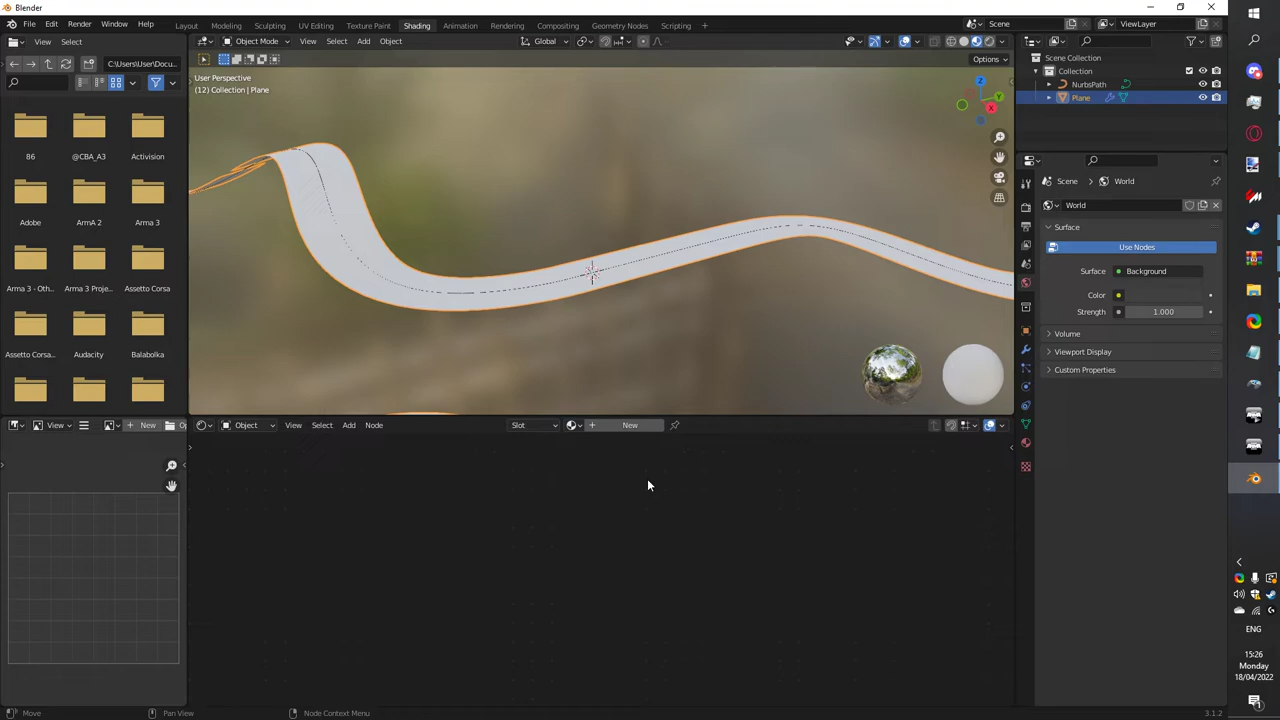 Blender
File Edit Render Window Help Layout Modeling Sculpting UV Editing Texture Paint Shading Animation Rendering Compositing Geometry Nodes Scripting + Scene ViewLayer
View Select
Object Mode View Select Add Object Global
C:\Users\User\Docu...
Options
User Perspective
(12) Collection | Plane
Z
Y
X
86 @CBA_A3 Activision
Adobe ArmA 2 Arma 3
Arma 3 - Oth... Arma 3 Proje... Assetto Corsa
Assetto Corsa... Audacity Balabolka
Scene Collection
Collection
NurbsPath
Plane
Scene World
World
Surface
Use Nodes
Surface Background
Color
Strength 1.000
Volume
Viewport Display
Custom Properties
View + New Op
Object View Select Add Node Slot + New
Move Pan View Node Context Menu 3.1.2
ENG
15:26
Monday
18/04/2022